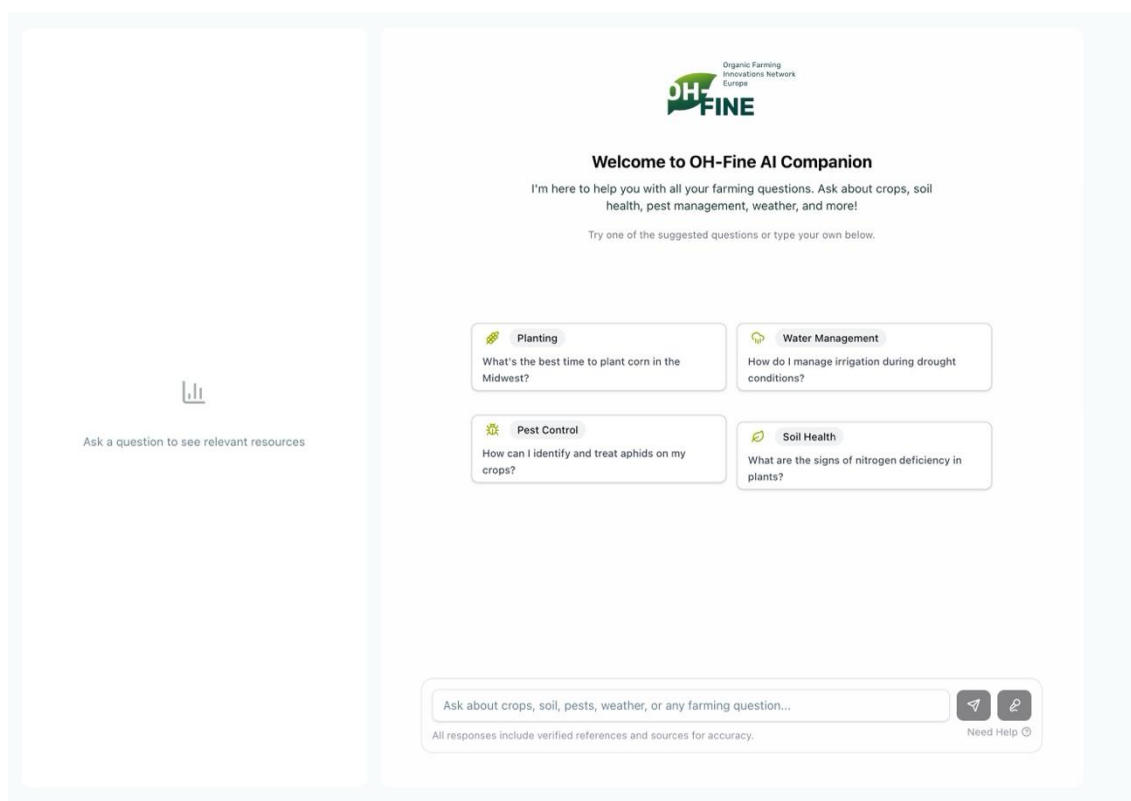 Ask a question to see relevant resources
Organic Farming
Innovations Network
Europe
OH-
FINE
Welcome to OH-Fine AI Companion
I'm here to help you with all your farming questions. Ask about crops, soil
health, pest management, weather, and more!
Try one of the suggested questions or type your own below.
Planting
What's the best time to plant corn in the
Midwest?
Water Management
How do I manage irrigation during drought
conditions?
Pest Control
How can I identify and treat aphids on my
crops?
Soil Health
What are the signs of nitrogen deficiency in
plants?
Ask about crops, soil, pests, weather, or any farming question...
All responses include verified references and sources for accuracy.
Need Help